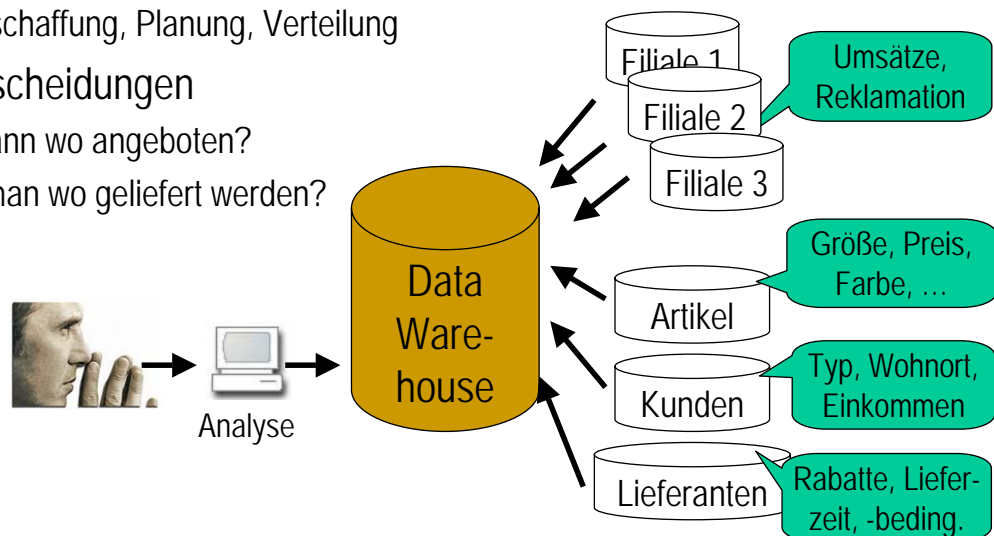 schaffung, Planung, Verteilung
scheidungen
ann wo angeboten?
man wo geliefert werden?
Filiale 1
Filiale 2
Filiale 3
Umsätze,
Reklamation
Data
Ware-
house
Analyse
Größe, Preis,
Farbe, …
Artikel
Typ, Wohnort,
Einkommen
Kunden
Rabatte, Liefer-
zeit, -beding.
Lieferanten